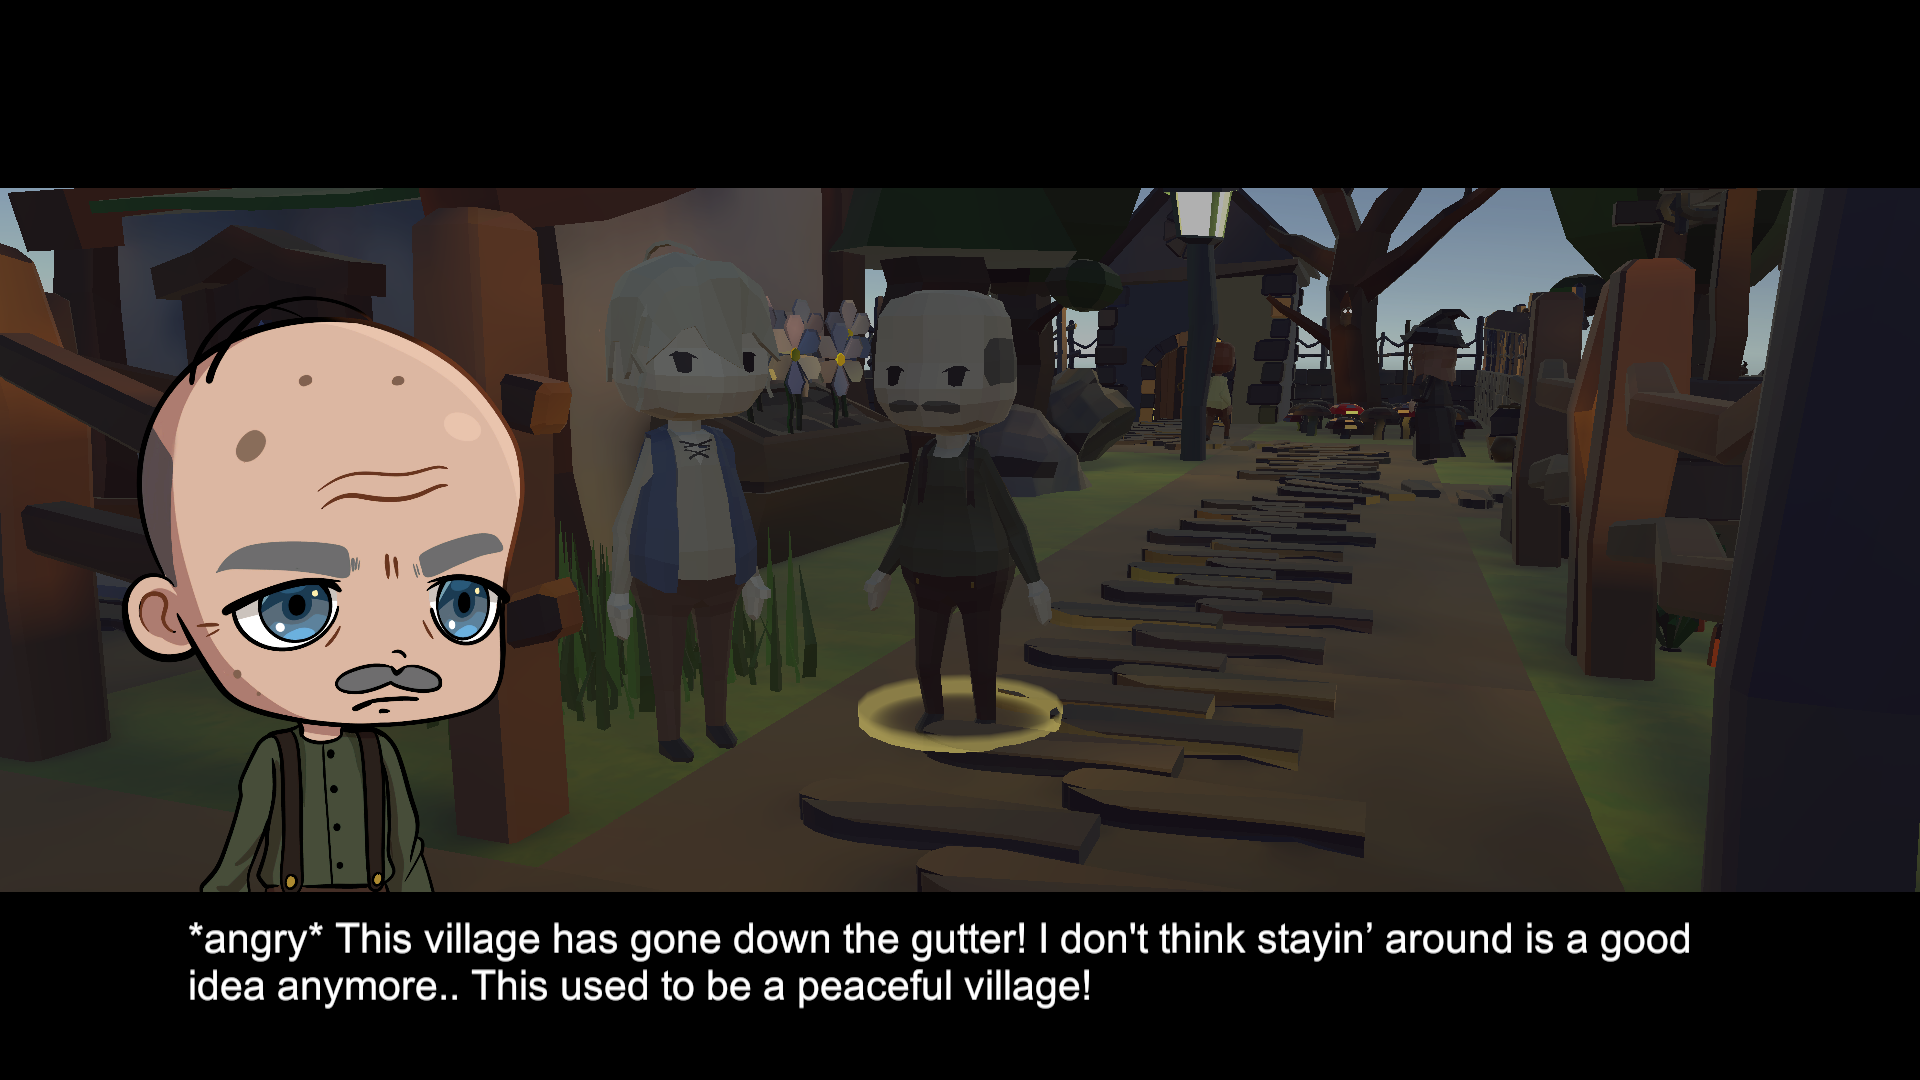 *angry* This village has gone down the gutter! I don't think stayin’ around is a good
idea anymore.. This used to be a peaceful village!